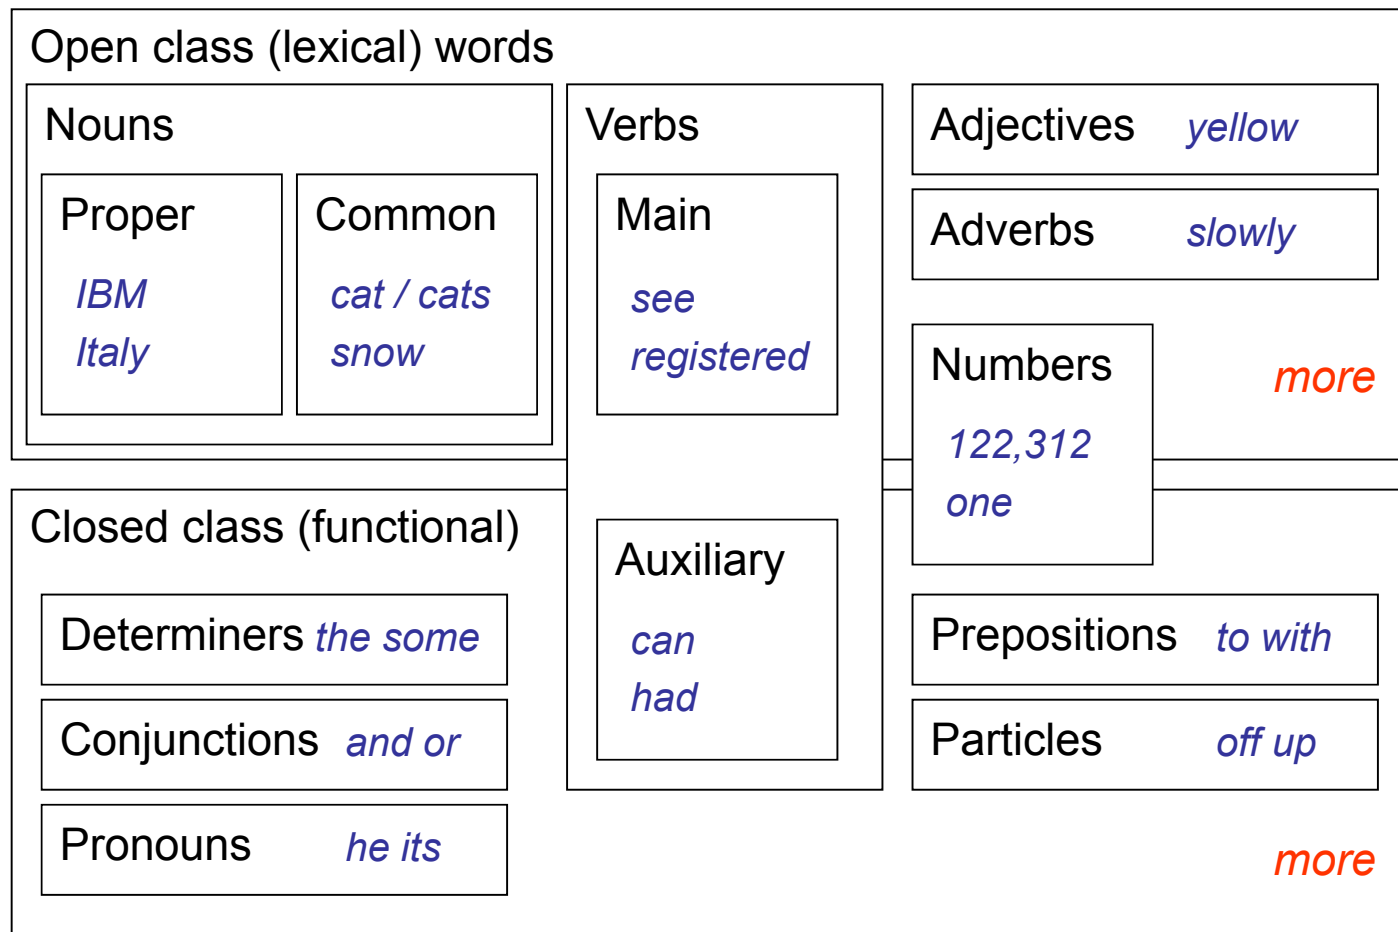 Open class (lexical) words
Nouns
Proper
IBM
Italy
Common
cat / cats
snow
Verbs
Main
see
registered
Adjectives yellow
Adverbs slowly
Numbers
122,312
one
more
Closed class (functional)
Determiners the some
Conjunctions and or
Pronouns he its
Auxiliary
can
had
Prepositions to with
Particles off up
more